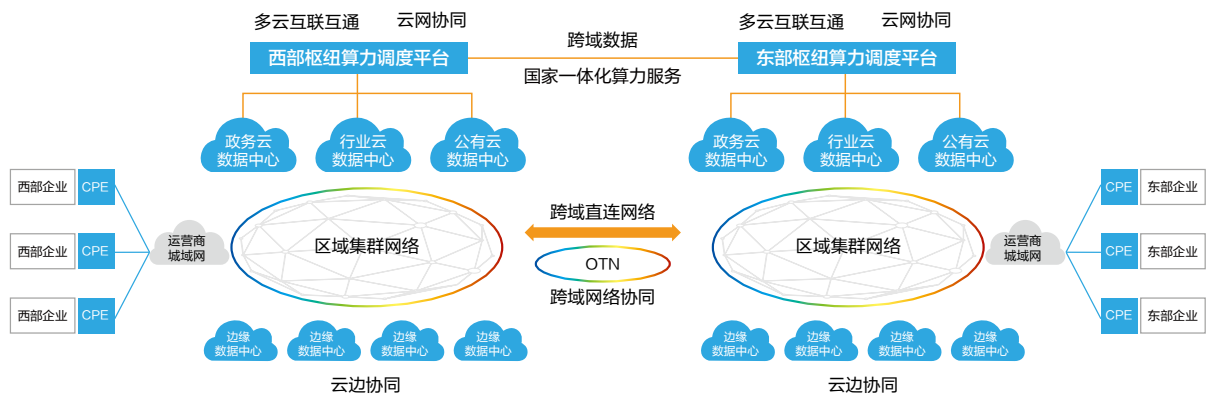 多云互联互通
云网协同
多云互联互通
云网协同
西部枢纽算力调度平台
跨域数据
国家一体化算力服务
东部枢纽算力调度平台
政务云
数据中心
行业云
数据中心
公有云
数据中心
政务云
数据中心
行业云
数据中心
公有云
数据中心
西部企业
CPE
西部企业
CPE
西部企业
CPE
运营商
城域网
区域集群网络
跨域直连网络
OTN
跨域网络协同
区域集群网络
运营商
城域网
CPE
东部企业
CPE
东部企业
CPE
东部企业
边缘
数据中心
边缘
数据中心
边缘
数据中心
边缘
数据中心
边缘
数据中心
边缘
数据中心
边缘
数据中心
边缘
数据中心
云边协同
云边协同